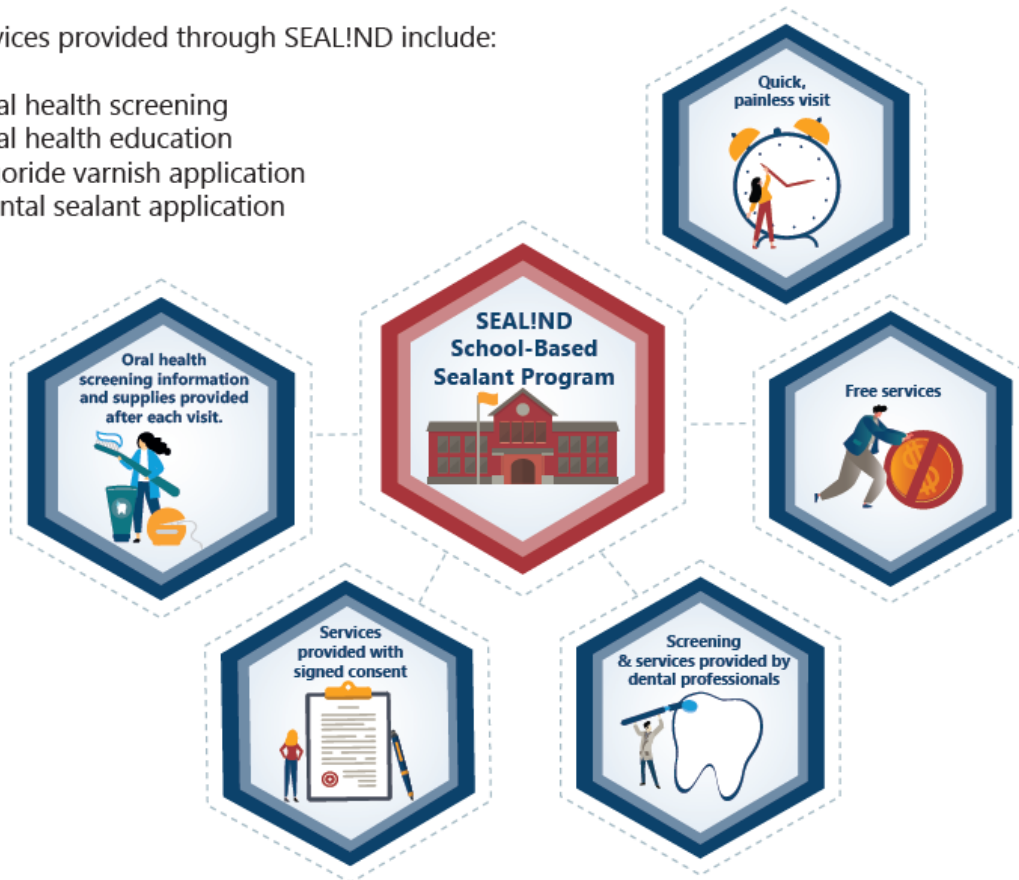 vices provided through SEAL!ND include:
al health screening
al health education
oride varnish application
ntal sealant application
Quick,
painless visit
SEAL!ND
School-Based
Sealant Program
Oral health
screening information
and supplies provided
after each visit.
Free services
Services
provided with
signed consent
Screening
& services provided by
dental professionals